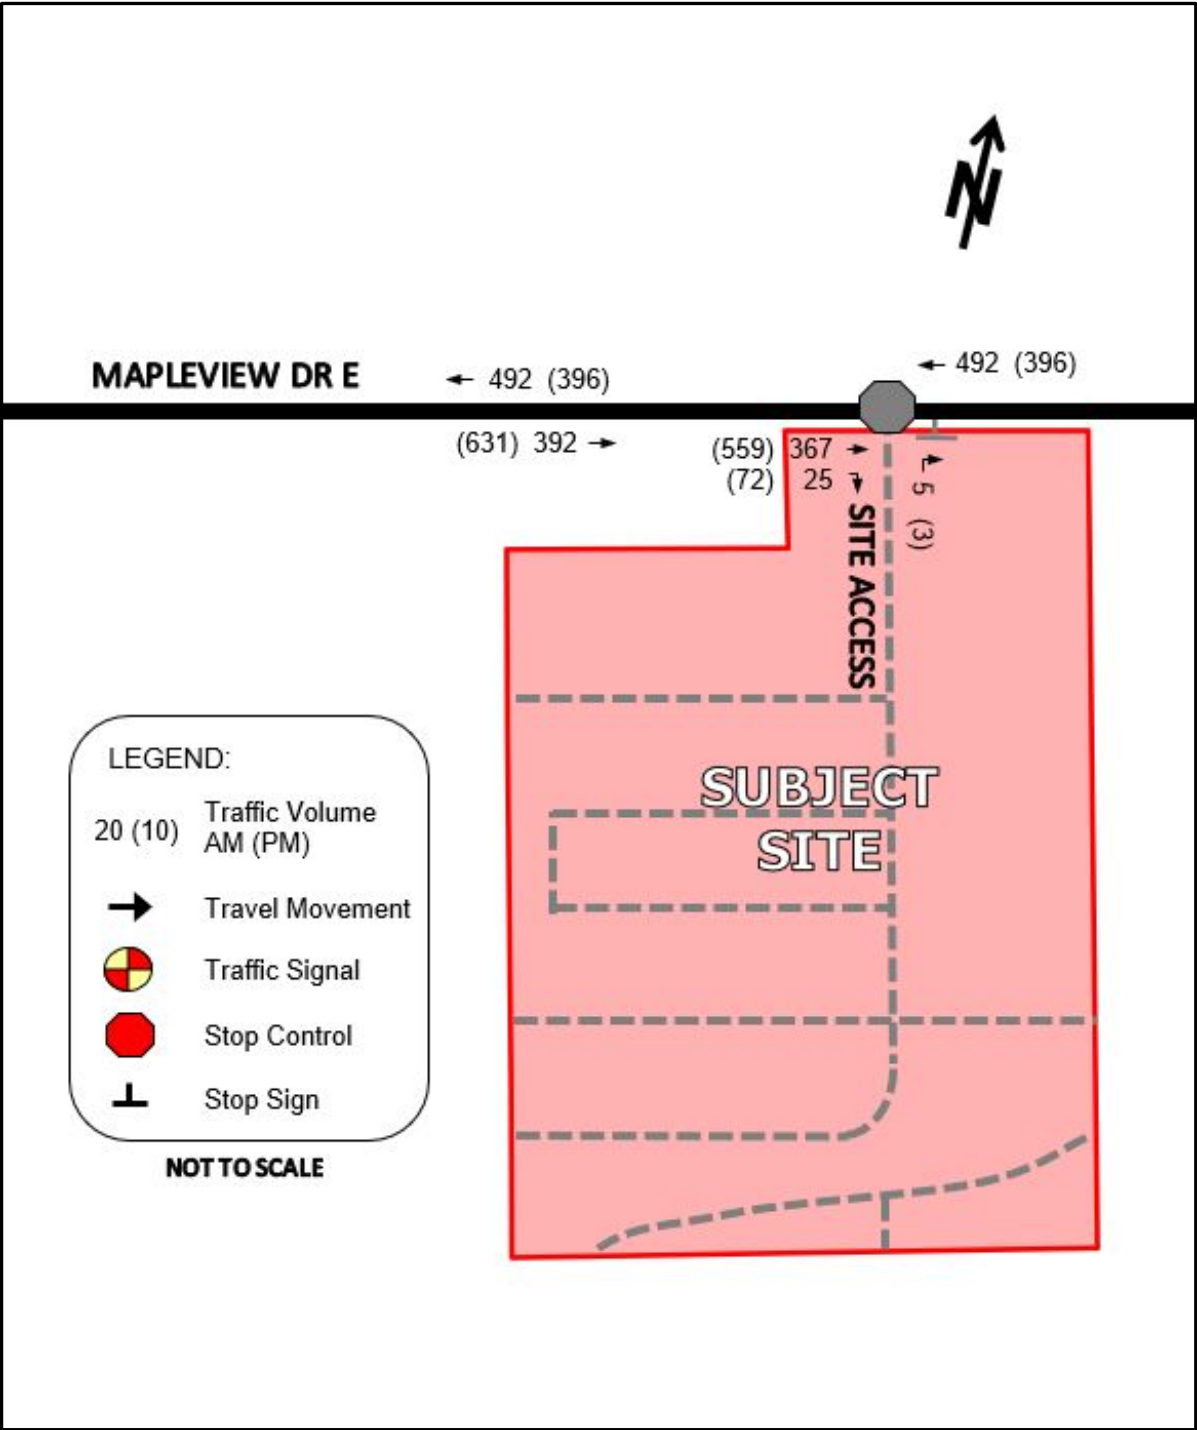 N
MAPLEVIEW DR E
← 492 (396)
← 492 (396)
(631) 392 →
(559) 367 →
(72) 25
5 (3)
SITE ACCESS
SUBJECT
SITE
LEGEND:
20 (10)
Traffic Volume
AM (PM)
Travel Movement
Traffic Signal
Stop Control
Stop Sign
NOT TO SCALE